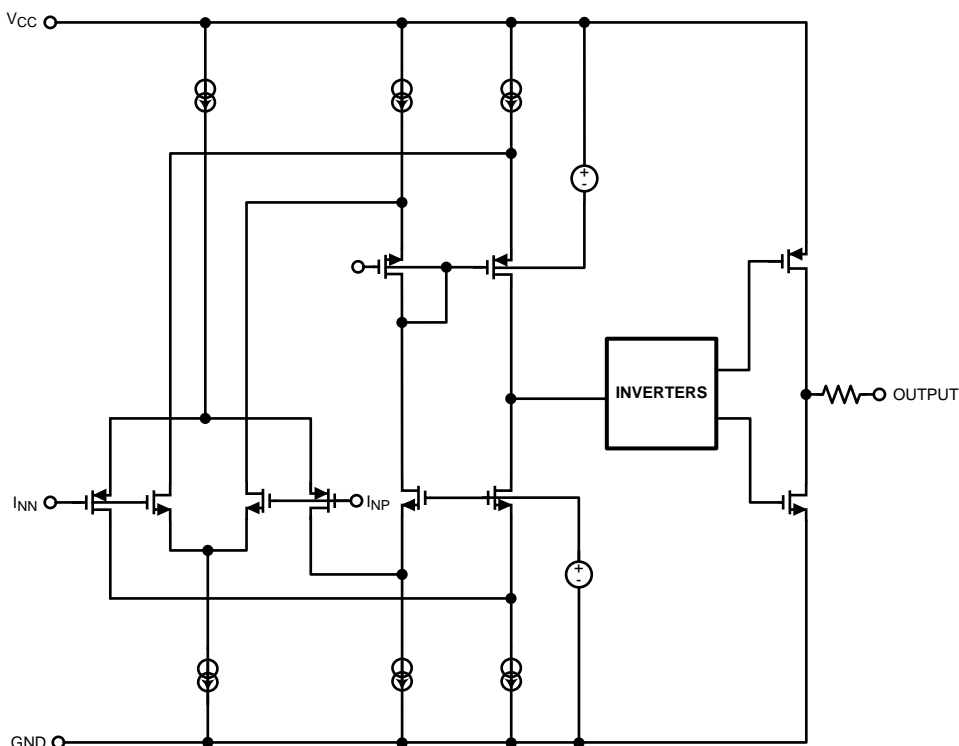 VCC
+
-
INVERTERS
OUTPUT
INN
INP
+
-
GND